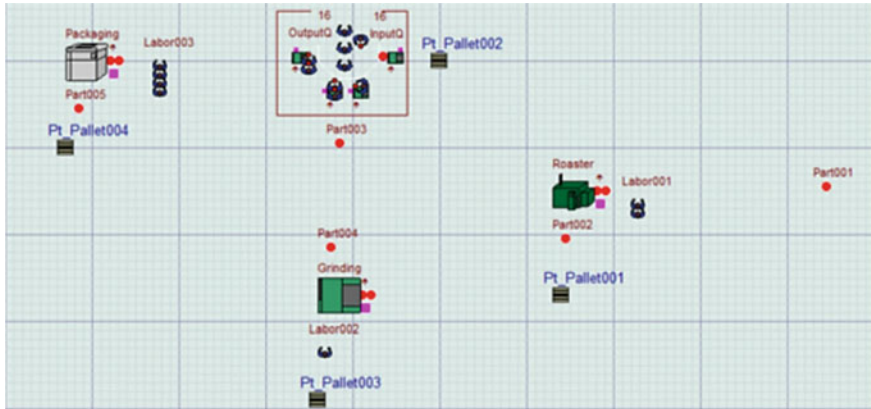 16 16
Packaging
Labor003
OutputQ
InputQ
Pt_Pallet002
Part005
Pt_Pallet004
Part003
Roaster
Labor001
Part001
Part002
Part004
Grinding
Pt_Pallet001
Labor002
Pt_Pallet003